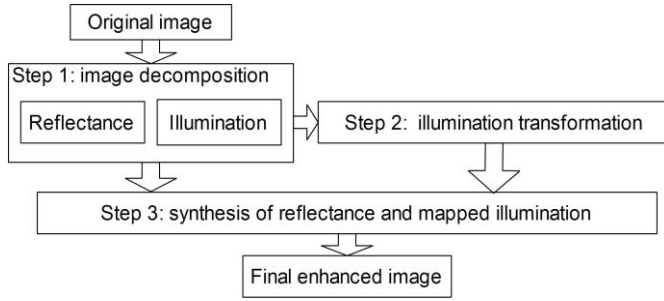 Original image
Step 1: image decomposition
Reflectance
Illumination
Step 2: illumination transformation
Step 3: synthesis of reflectance and mapped illumination
Final enhanced image